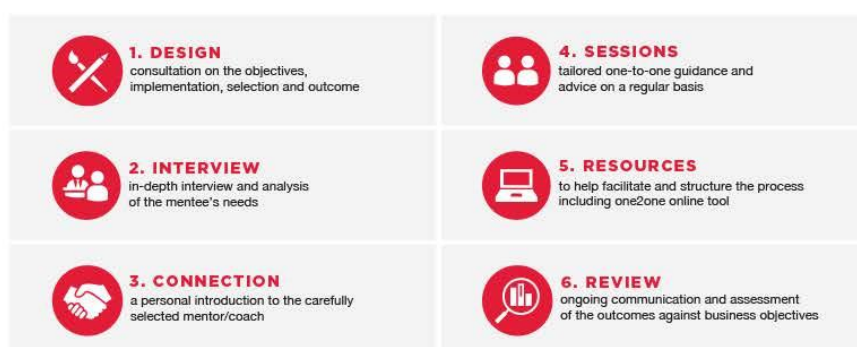 1. DESIGN
consultation on the objectives,
implementation, selection and outcome
2. INTERVIEW
in-depth interview and analysis
of the mentee's needs
3. CONNECTION
a personal introduction to the carefully
selected mentor/coach
4. SESSIONS
tailored one-to-one guidance and
advice on a regular basis
5. RESOURCES
to help facilitate and structure the process
including one2one online tool
6. REVIEW
ongoing communication and assessment
of the outcomes against business objectives